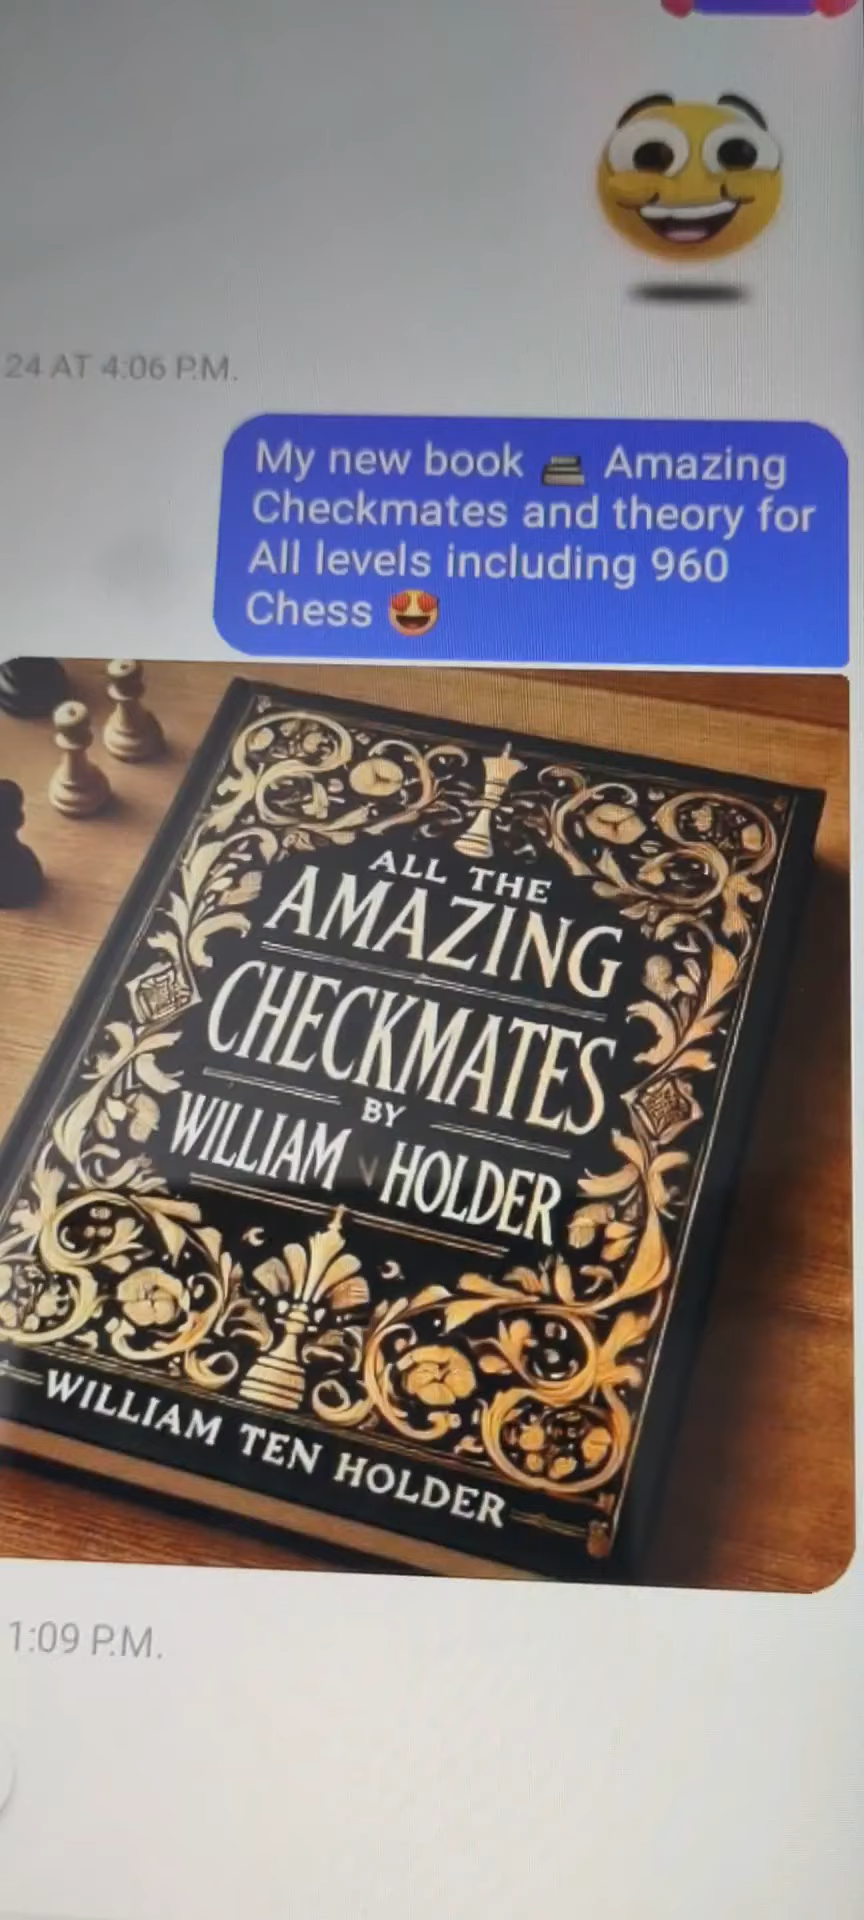 24 AT 4:06 P.M.
My new book 📚 Amazing
Checkmates and theory for
All levels including 960
Chess 😍
ALL THE
AMAZING
CHECKMATES
BY
WILLIAM V HOLDER
WILLIAM TEN HOLDER
1:09 P.M.